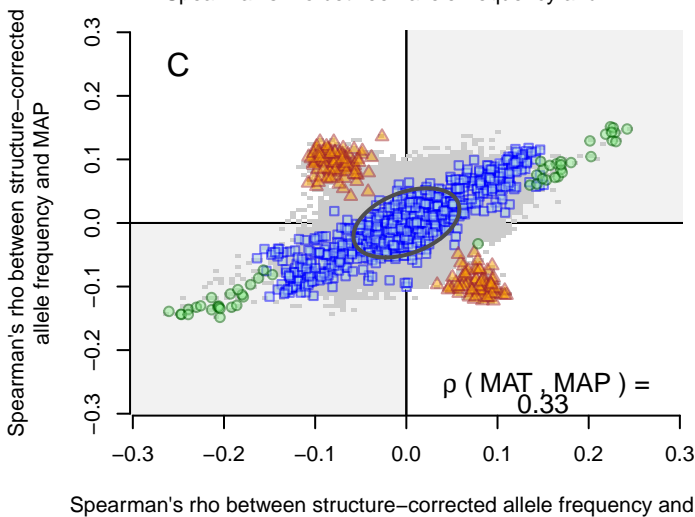 Spearman's rho between structure−corrected
allele frequency and MAP
0.3
0.2
0.1
0.0
−0.1
−0.2
−0.3
C
ρ ( MAT , MAP ) =
0.33
−0.3 −0.2 −0.1 0.0 0.1 0.2 0.3
Spearman's rho between structure−corrected allele frequency and